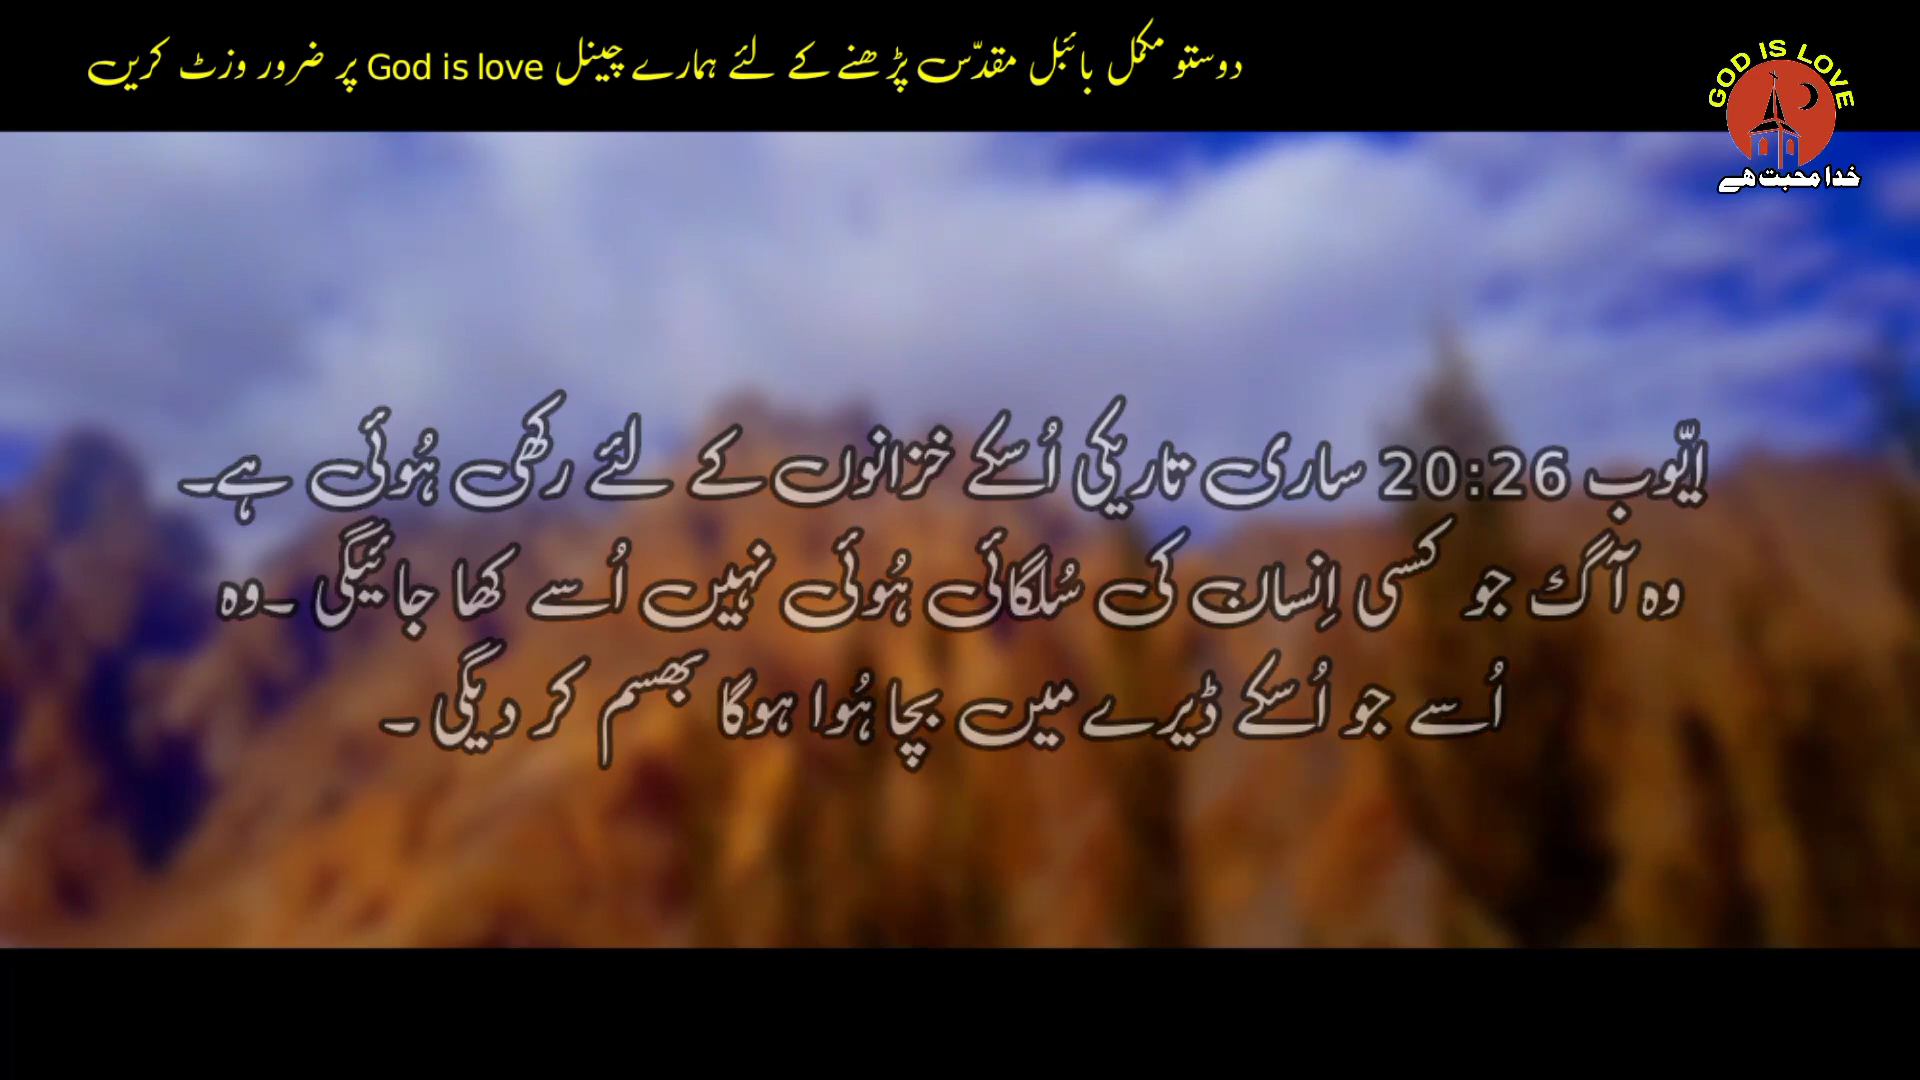 دوستو مکمل بائبل مقدّس پڑھنے کے لئے ہمارے چینل God is love پر ضرور وزٹ کریں
GOD IS LOVE
خدا محبت ھے
ایّوب 20:26 ساری تاریکی اُسکے خزانوں کے لئے رکھی ہُوئی ہے۔
وہ آگ جو کسی اِنسان کی سُلگائی ہُوئی نہیں اُسے کھا جائیگی ۔وہ
اُسے جو اُسکے ڈیرے میں بچا ہُوا ہوگا بھسم کر دیگی ۔